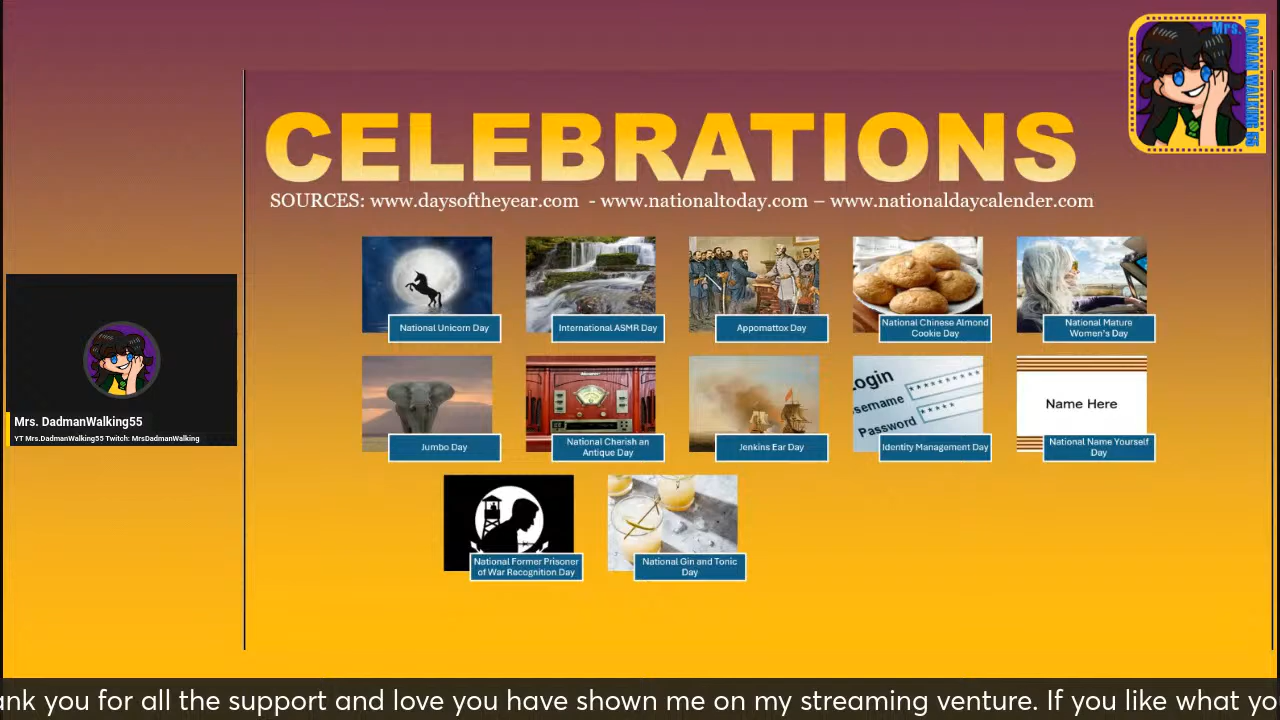 Mrs.
DADMAN WALKING 55
CELEBRATIONS
SOURCES: www.daysoftheyear.com - www.nationaltoday.com – www.nationaldaycalender.com
National Unicorn Day
International ASMR Day
Appomattox Day
National Chinese Almond
Cookie Day
National Mature
Women's Day
Login
Username
Password
Name Here
Jumbo Day
National Cherish an
Antique Day
Jenkins Ear Day
Identity Management Day
National Name Yourself
Day
Mrs. DadmanWalking55
YT Mrs.DadmanWalking55 Twitch: MrsDadmanWalking
National Former Prisoner
of War Recognition Day
National Gin and Tonic
Day
ank you for all the support and love you have shown me on my streaming venture. If you like what yo